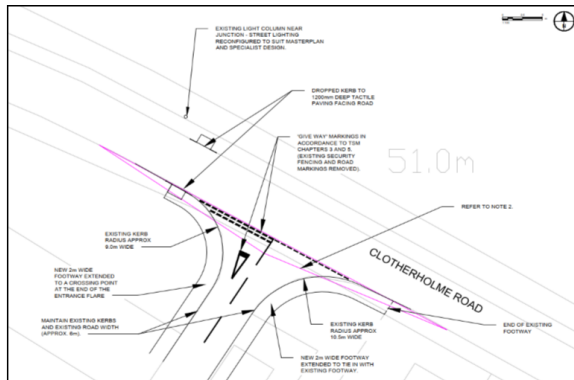 EXISTING LIGHT COLUMN NEAR
JUNCTION - STREET LIGHTING
RECONFIGURED TO SUIT MASTERPLAN
AND SPECIALIST DESIGN.
DROPPED KERB TO
1200mm DEEP TACTILE
PAVING FACING ROAD
'GIVE WAY' MARKINGS IN
ACCORDANCE TO TSM
CHAPTERS 3 AND 5.
(EXISTING SECURITY
FENCING AND ROAD
MARKINGS REMOVED).
51.0m
REFER TO NOTE 2.
CLOTHERHOLME ROAD
EXISTING KERB
RADIUS APPROX
9.0m WIDE
NEW 2m WIDE
FOOTWAY EXTENDED
TO A CROSSING POINT
AT THE END OF THE
ENTRANCE FLARE
MAINTAIN EXISTING KERBS
AND EXISTING ROAD WIDTH
(APPROX. 6m).
EXISTING KERB
RADIUS APPROX
10.5m WIDE
END OF EXISTING
FOOTWAY
NEW 2m WIDE FOOTWAY
EXTENDED TO TIE IN WITH
EXISTING FOOTWAY.